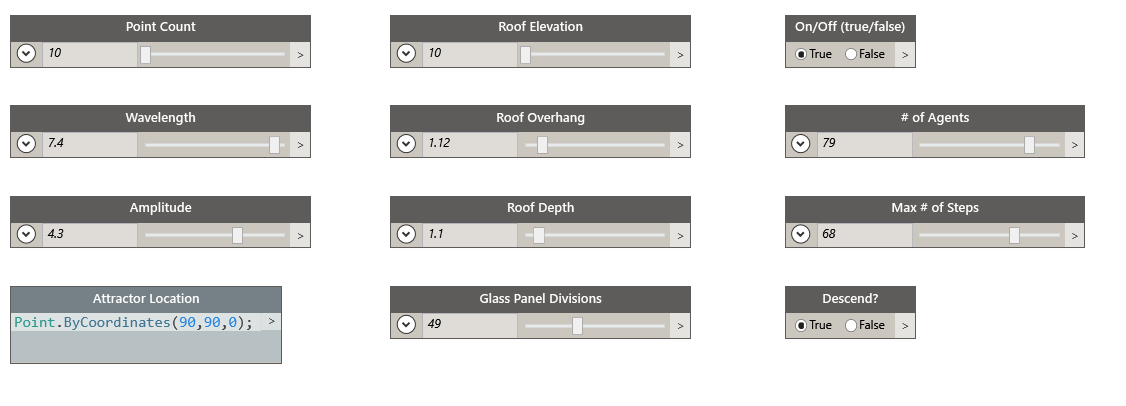 Point Count
10
>
Roof Elevation
10
>
On/Off (true/false)
True False >
Wavelength
7.4
>
Roof Overhang
1.12
>
# of Agents
79
>
Amplitude
4.3
>
Roof Depth
1.1
>
Max # of Steps
68
>
Attractor Location
Point.ByCoordinates(90,90,0); >
Glass Panel Divisions
49
>
Descend?
True False >